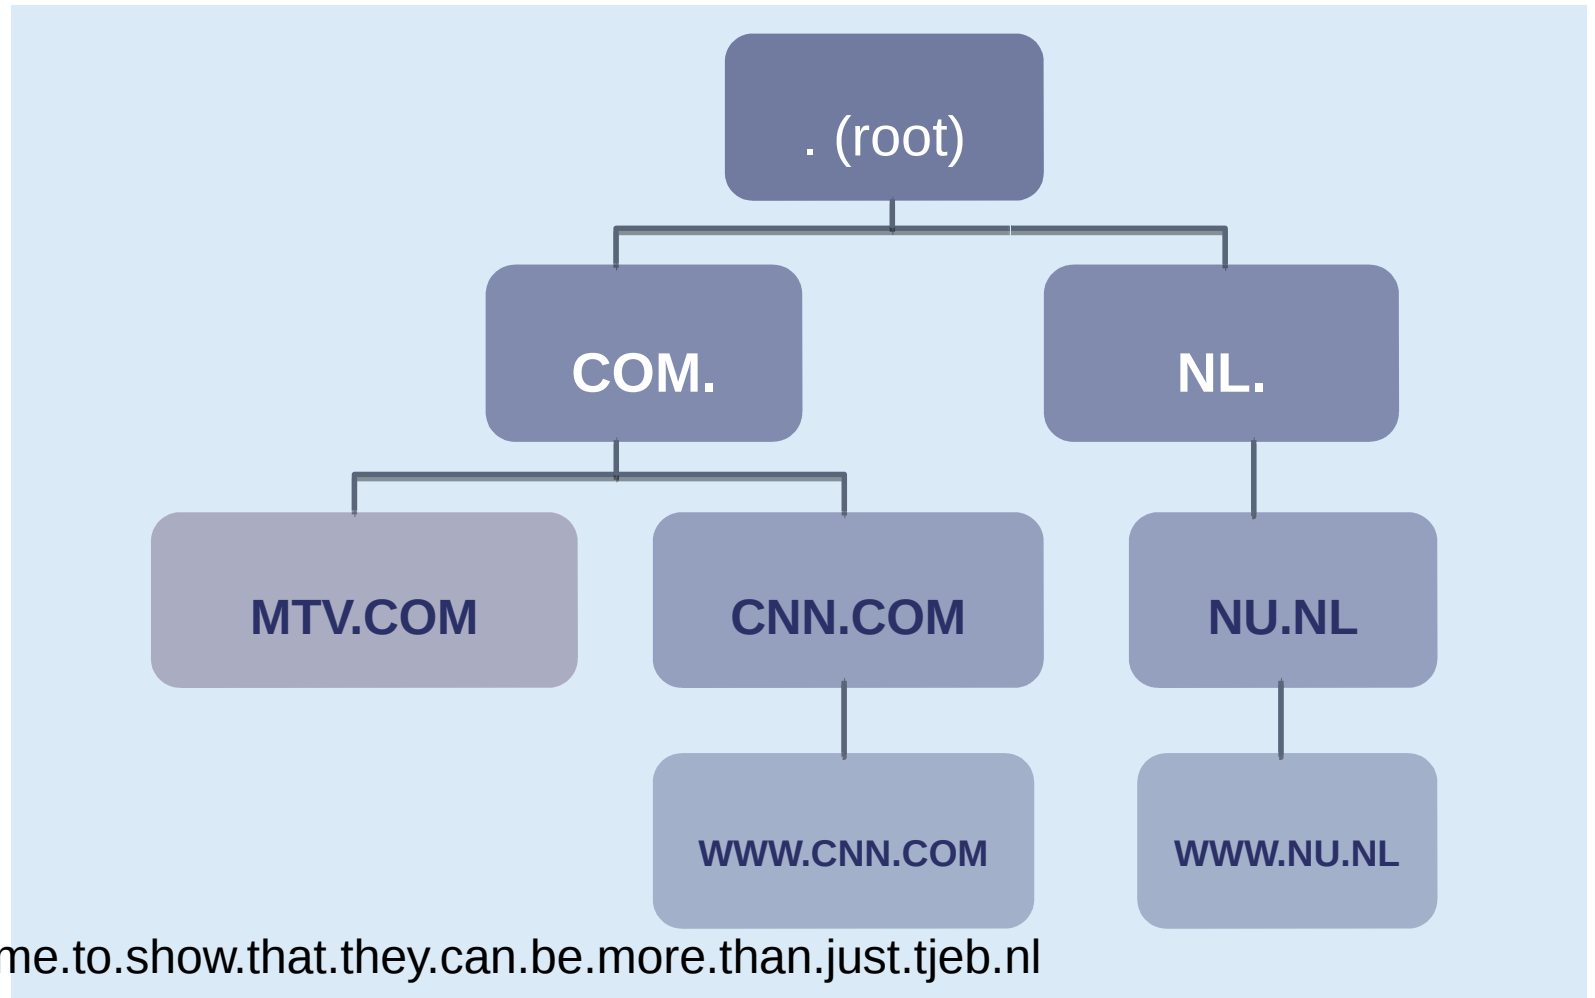 . (root)
COM. NL.
MTV.COM CNN.COM NU.NL
WWW.CNN.COM WWW.NU.NL
me.to.show.that.they.can.be.more.than.just.tjeb.nl